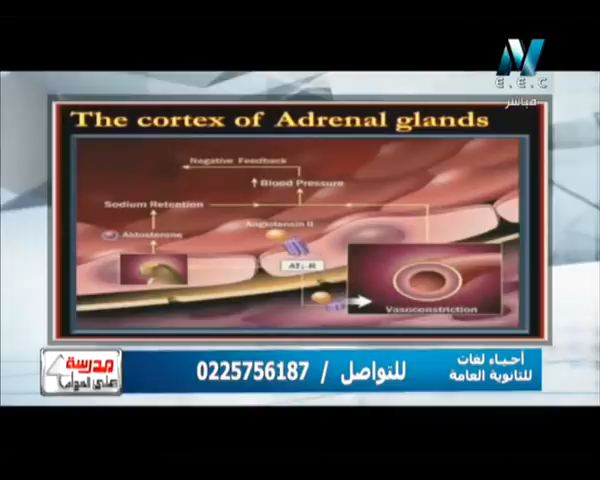 E.E.C
مباشر
The cortex of Adrenal glands
Negative Feedback
↑ Blood Pressure
Sodium Retention
Angiotensin II
Aldosterone
AT₁-R
Vasoconstriction
مدرسة
على الهواء
للتواصل / 0225756187
أحياء لغات
للثانوية العامة